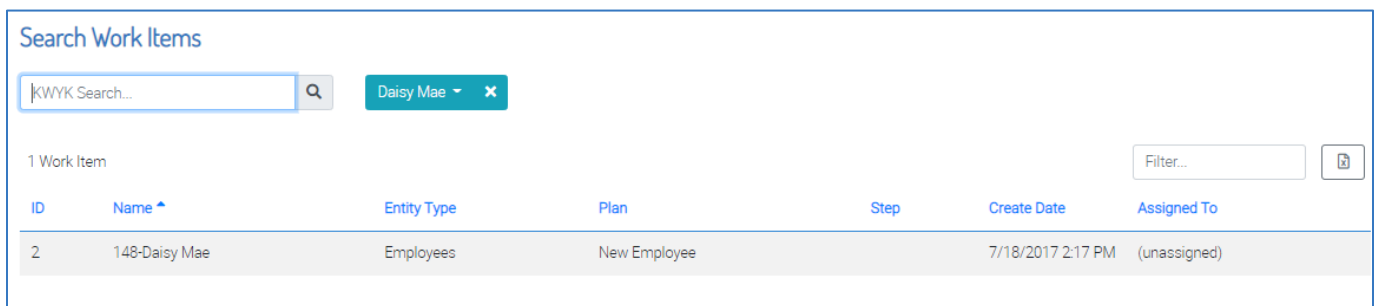 Search Work Items
KWYK Search...
Daisy Mae
1 Work Item
Filter...
ID Name Entity Type Plan Step Create Date Assigned To
2 148-Daisy Mae Employees New Employee 7/18/2017 2:17 PM (unassigned)